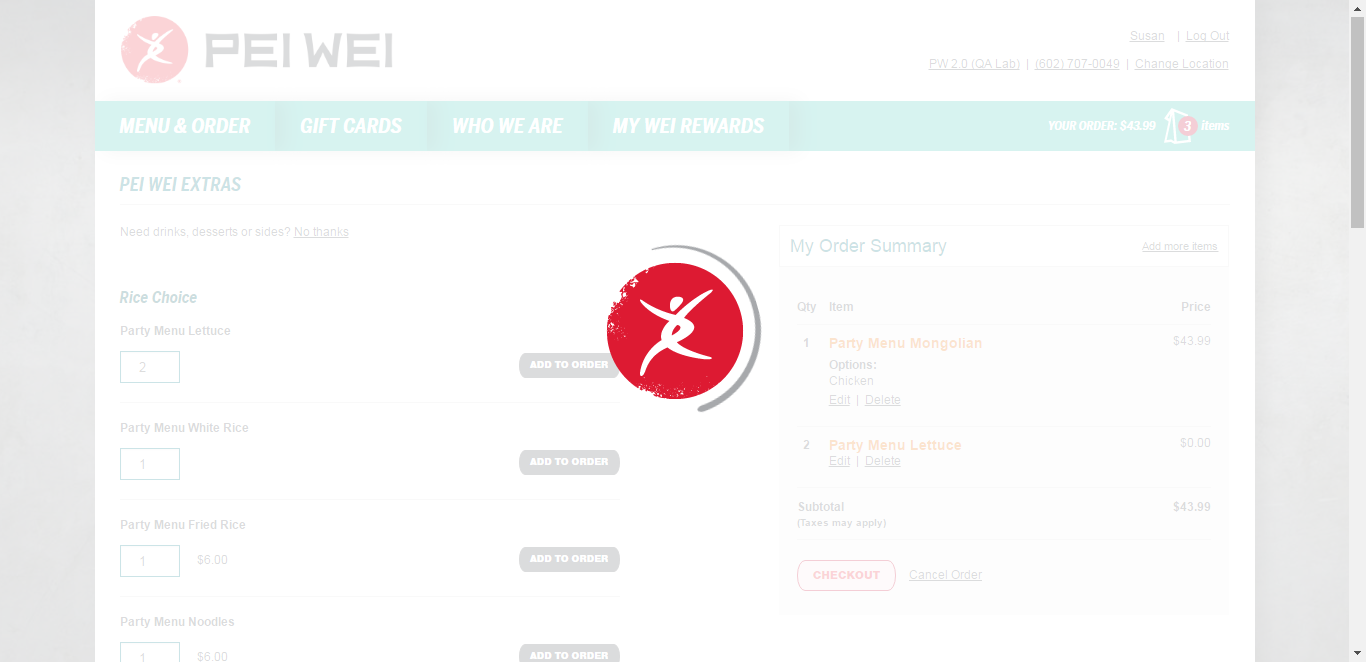 PEI WEI
Susan | Log Out
PW 2.0 (QA Lab) | (602) 707-0049 | Change Location
MENU & ORDER GIFT CARDS WHO WE ARE MY WEI REWARDS
YOUR ORDER: $43.99 3 items
PEI WEI EXTRAS
Need drinks, desserts or sides? No thanks
Rice Choice
Party Menu Lettuce
2 ADD TO ORDER
Party Menu White Rice
1 ADD TO ORDER
Party Menu Fried Rice
1 $6.00 ADD TO ORDER
Party Menu Noodles
1 $6.00 ADD TO ORDER
My Order Summary Add more items
Qty Item Price
1 Party Menu Mongolian $43.99
Options:
Chicken
Edit | Delete
2 Party Menu Lettuce $0.00
Edit | Delete
Subtotal $43.99
(Taxes may apply)
CHECKOUT Cancel Order